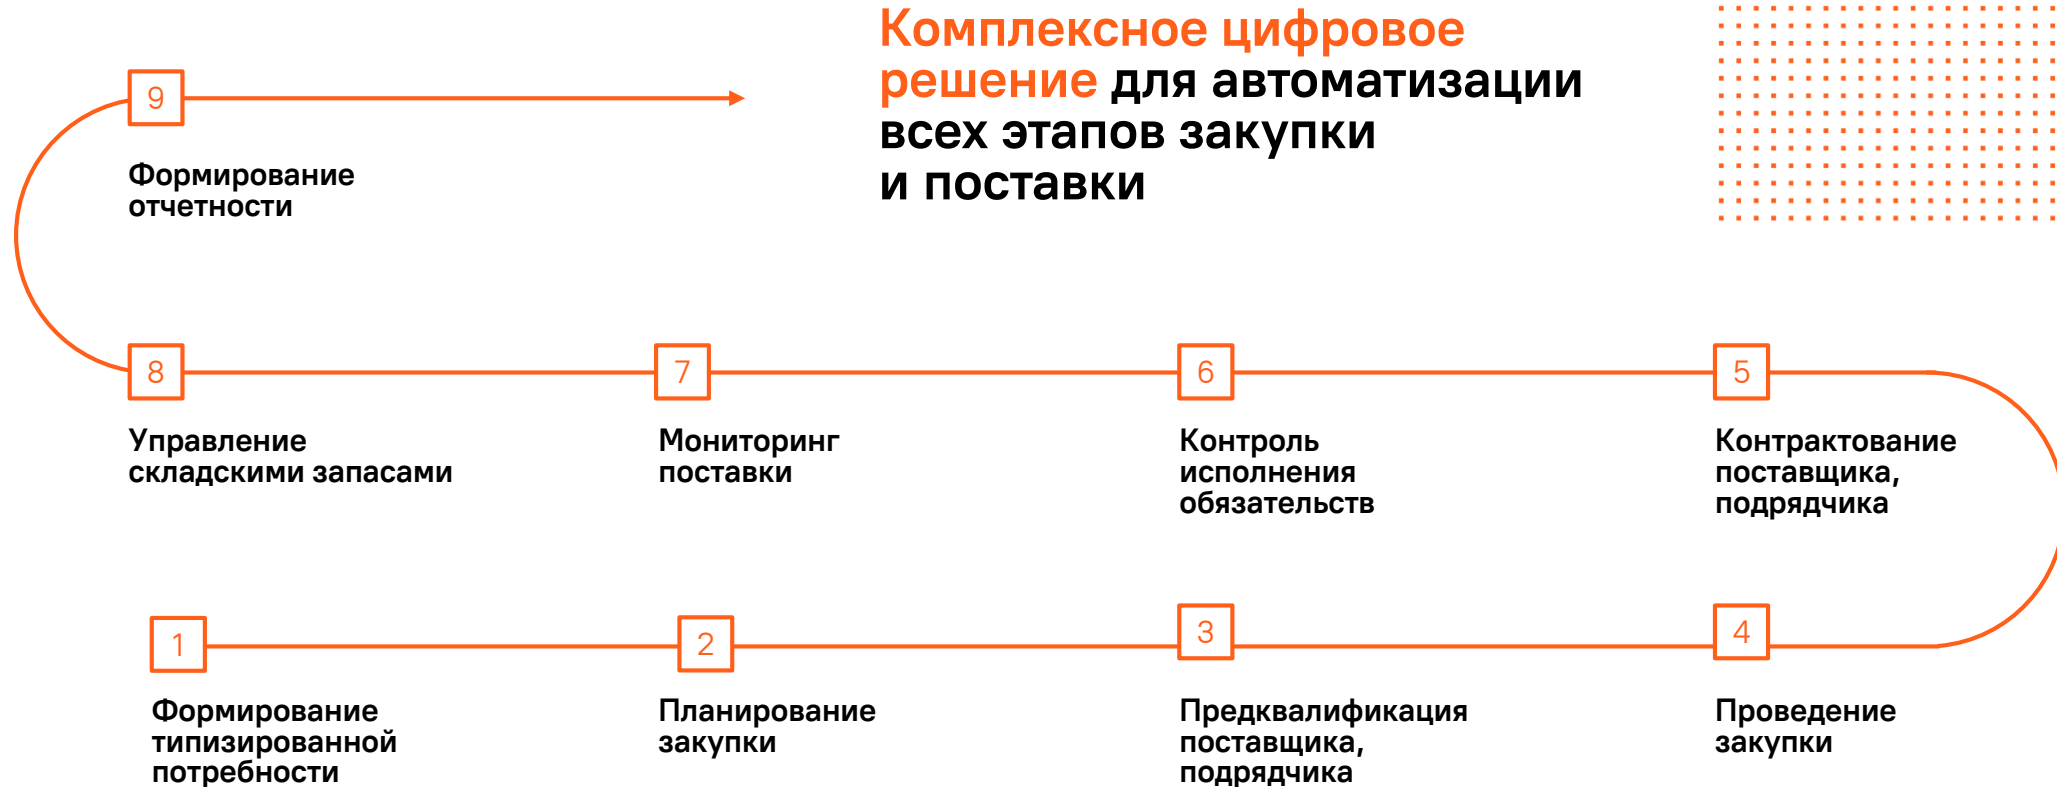 Комплексное цифровое
решение для автоматизации
всех этапов закупки
и поставки
9
Формирование
отчетности
8
Управление
складскими запасами
7
Мониторинг
поставки
6
Контроль
исполнения
обязательств
5
Контрактование
поставщика,
подрядчика
1
Формирование
типизированной
потребности
2
Планирование
закупки
3
Предквалификация
поставщика,
подрядчика
4
Проведение
закупки